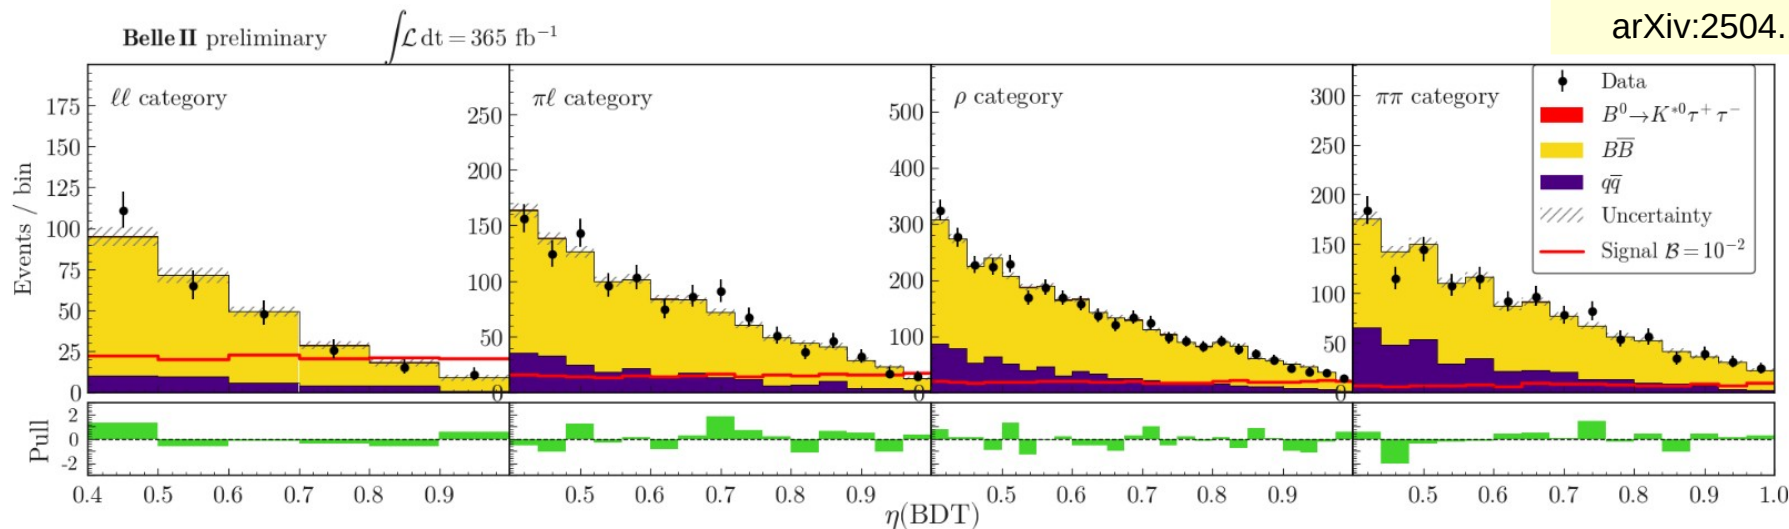 arXiv:2504.
Belle II preliminary ∫ℒ dt = 365 fb⁻¹
Events / bin
ℓℓ category
175
150
125
100
75
50
25
0
πℓ category
250
200
150
100
50
0
ρ category
500
400
300
200
100
0
ππ category
300
250
200
150
100
50
Data
B⁰→K*⁰τ⁺τ⁻
BB̅
qq̅
Uncertainty
Signal ℬ = 10⁻²
Pull
2
0
-2
0.4 0.5 0.6 0.7 0.8 0.9 0.5 0.6 0.7 0.8 0.9 0.5 0.6 0.7 0.8 0.9 0.5 0.6 0.7 0.8 0.9 1.0
η(BDT)